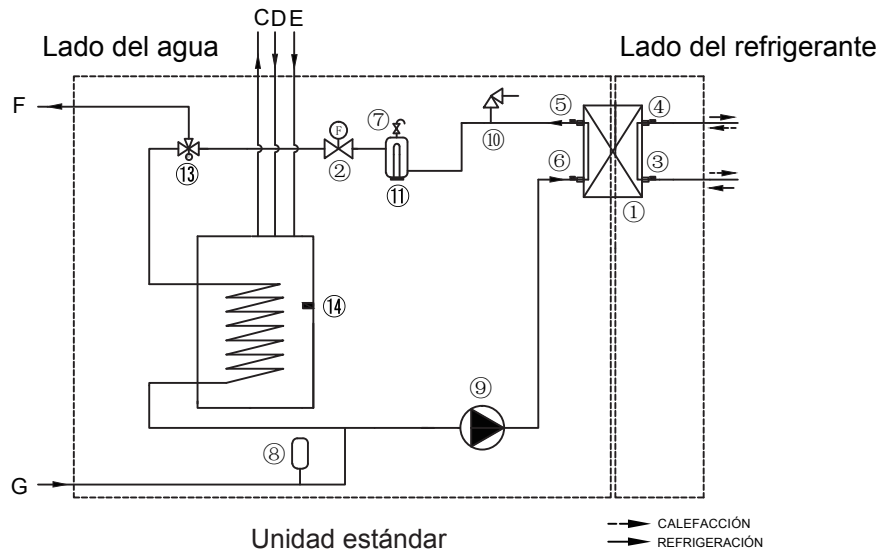 C D E
Lado del agua
Lado del refrigerante
F
⑦
⑤
④
F
⑩
⑬
②
⑪
⑥
③
①
⑭
⑨
⑧
G
Unidad estándar
CALEFACCIÓN
REFRIGERACIÓN